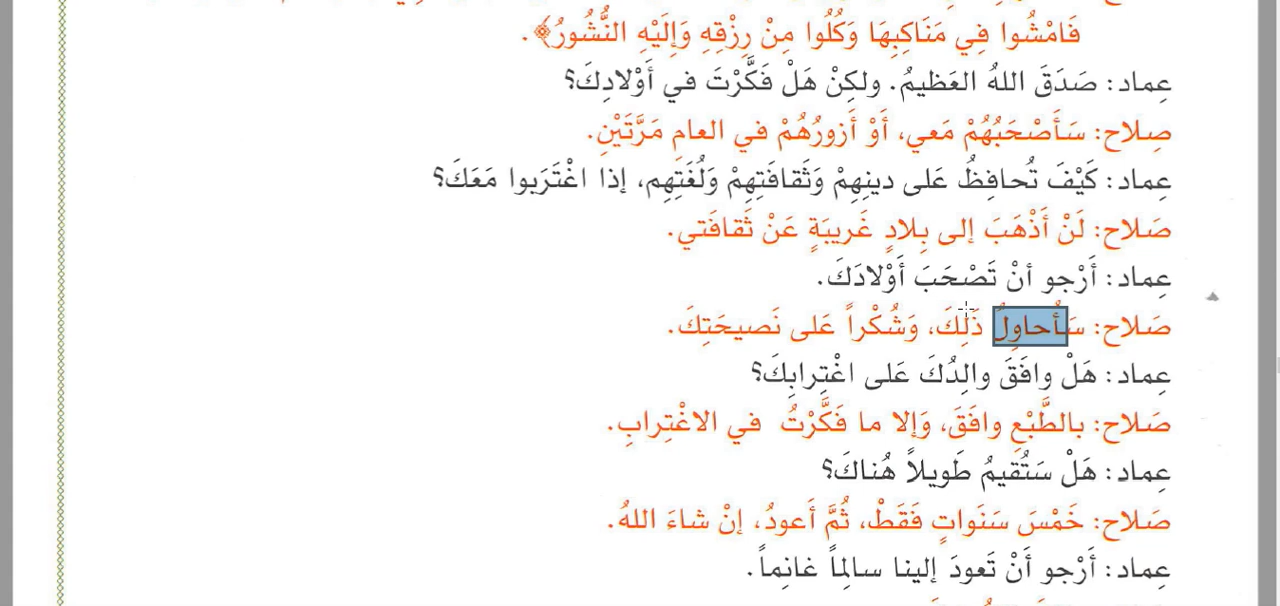 فَامْشُوا فِي مَنَاكِبِهَا وَكُلُوا مِنْ رِزْقِهِ وَإِلَيْهِ النُّشُورُ﴾.
عِماد: صَدَقَ اللهُ العَظيمُ. ولكِنْ هَلْ فَكَّرْتَ في أَوْلادِكَ؟
صِلاح: سَأَصْحَبُهُمْ مَعي، أَوْ أَزورُهُمْ في العامِ مَرَّتَيْنِ.
عِماد: كَيْفَ تُحافِظُ عَلى دينِهِمْ وَثَقافَتِهِمْ وَلُغَتِهِم، إذا اغْتَرَبوا مَعَكَ؟
صَلاح: لَنْ أَذْهَبَ إلى بِلادٍ غَريبَةٍ عَنْ ثَقافَتي.
عِماد: أَرْجو أنْ تَصْحَبَ أَوْلادَكَ.
صَلاح: سَأُحاوِلُ ذَلِكَ، وَشُكْراً عَلى نَصيحَتِكَ.
عِماد: هَلْ وافَقَ والِدُكَ عَلى اغْتِرابِكَ؟
صَلاح: بالطَّبْعِ وافَقَ، وَإلا ما فَكَّرْتُ في الاغْتِرابِ.
عِماد: هَلْ سَتُقيمُ طَويلاً هُناكَ؟
صَلاح: خَمْسَ سَنَواتٍ فَقَطْ، ثُمَّ أَعودُ، إنْ شاءَ اللهُ.
عِماد: أَرْجو أَنْ تَعودَ إلينا سالِماً غانِماً.